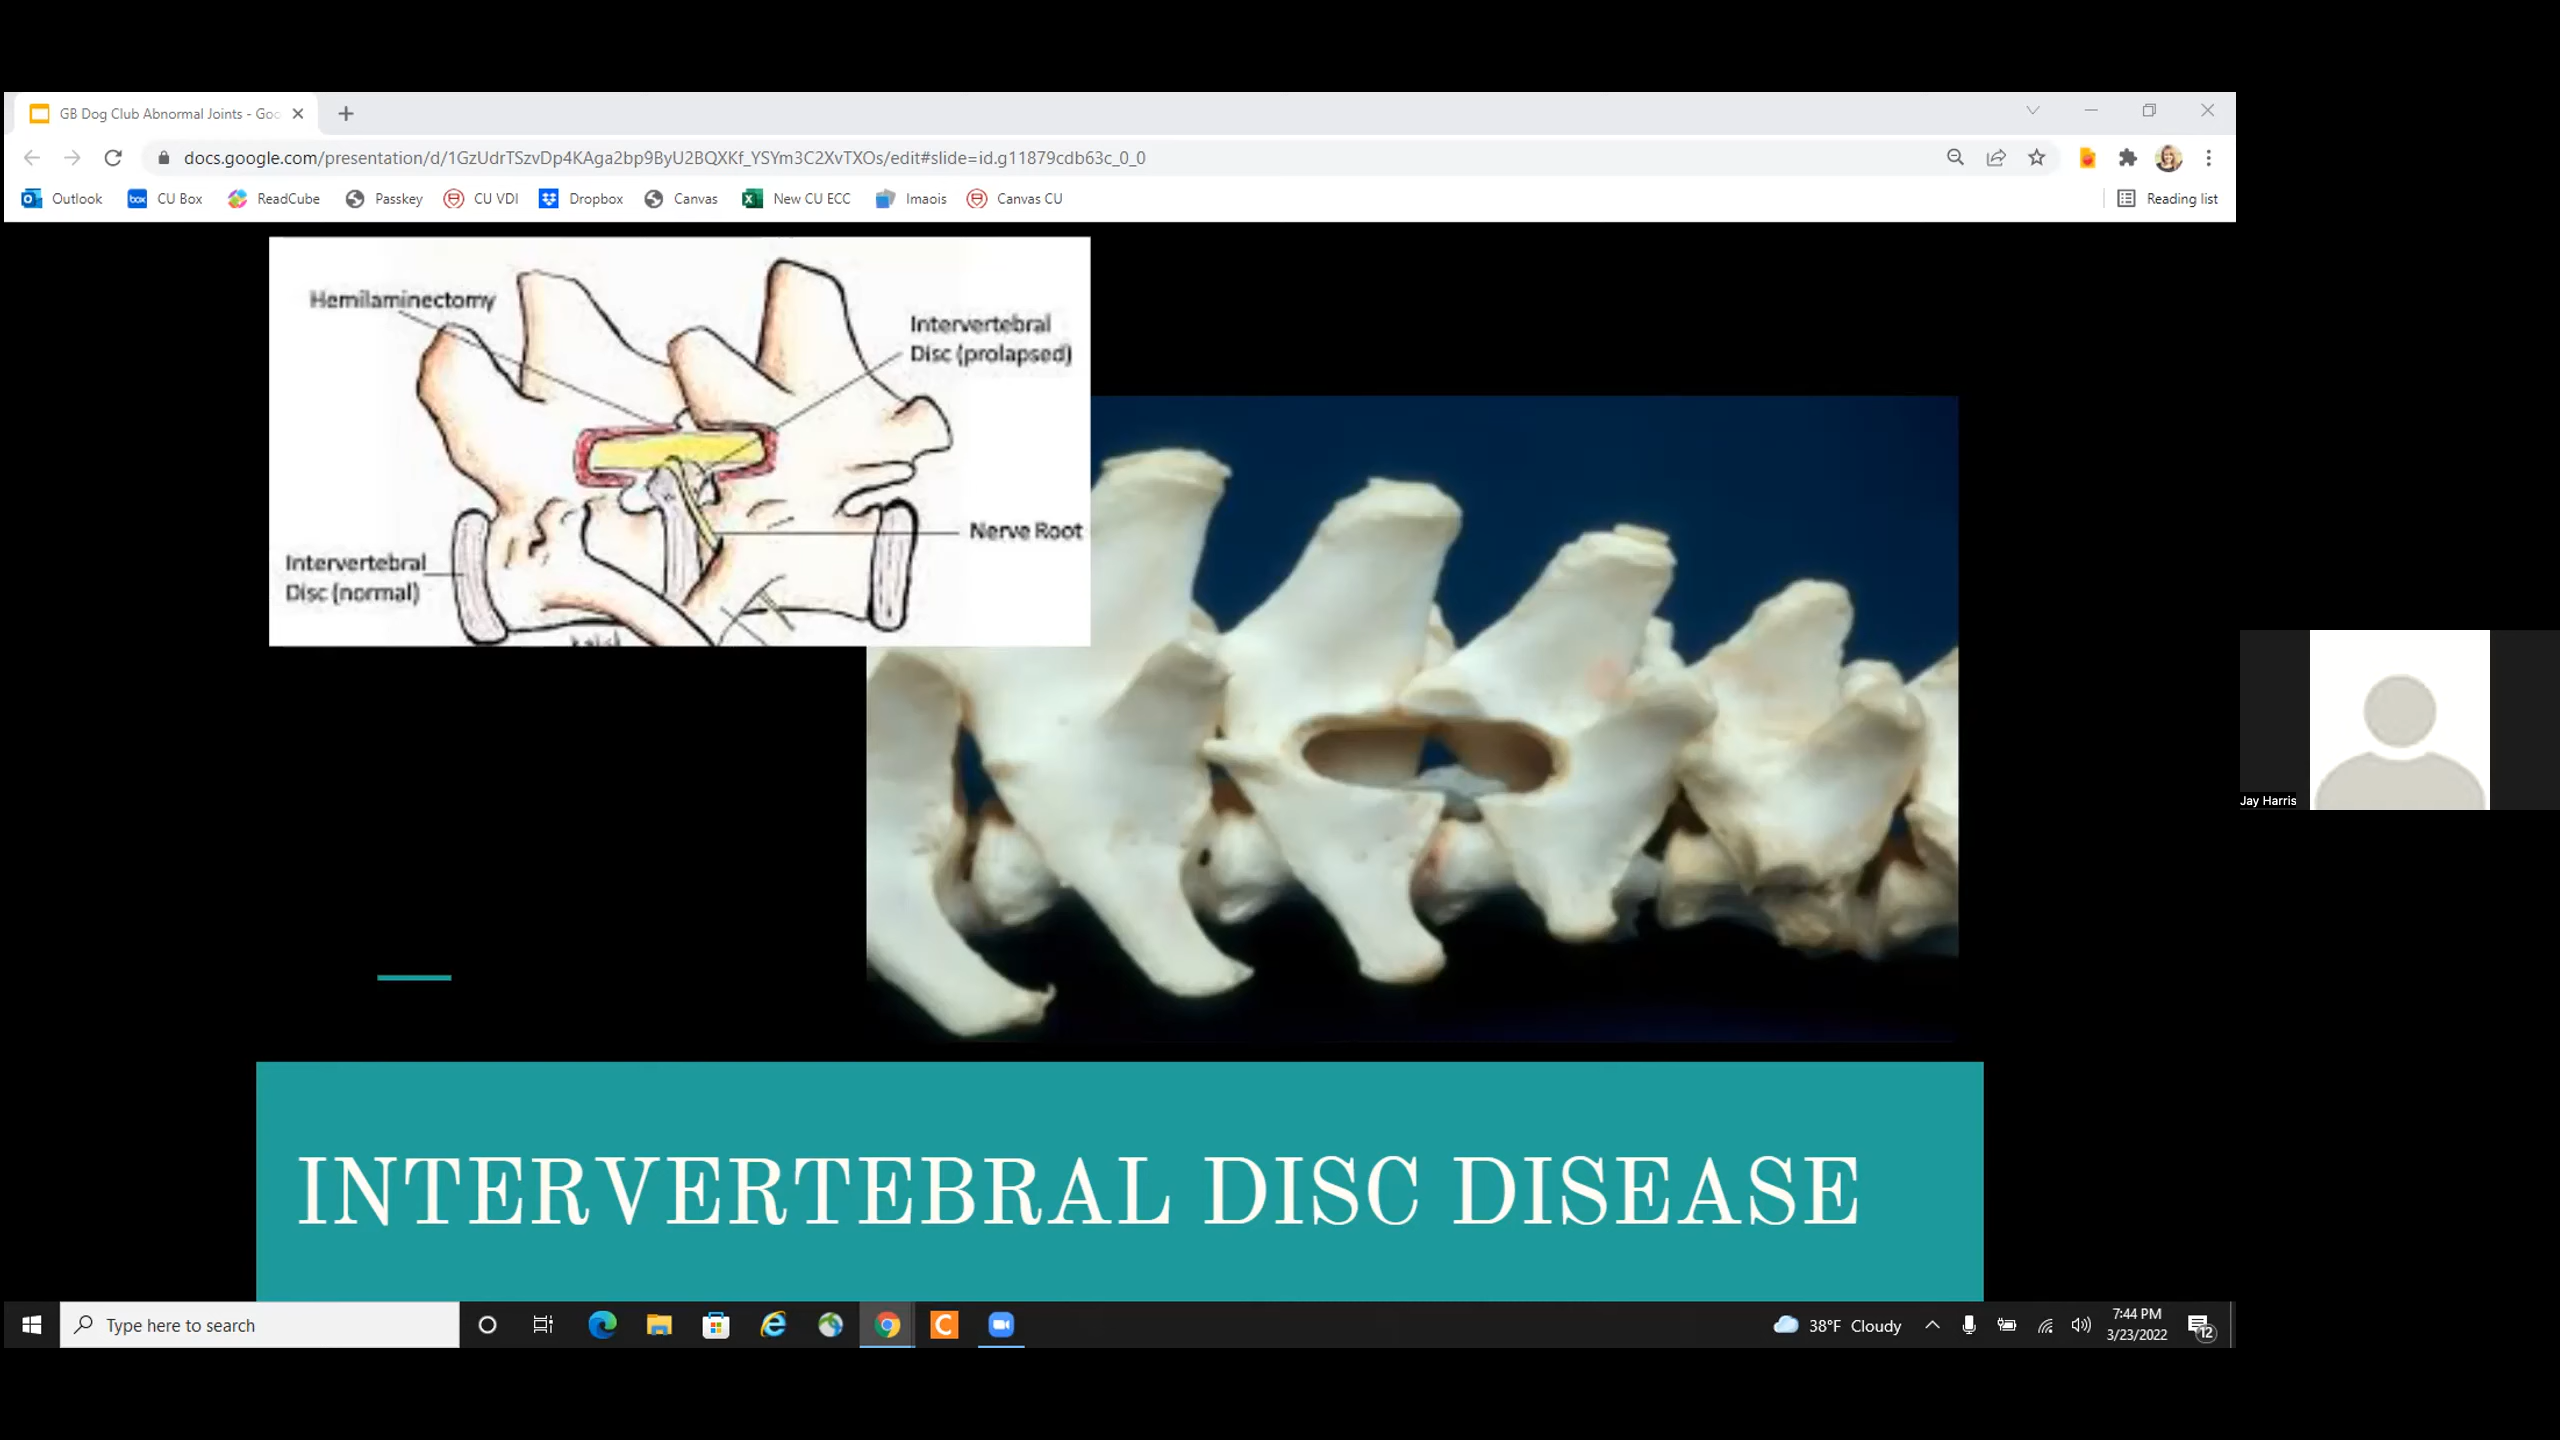 GB Dog Club Abnormal Joints - Goo
docs.google.com/presentation/d/1GzUdrTSzvDp4KAga2bp9ByU2BQXKf_YSYm3C2XvTXOs/edit#slide=id.g11879cdb63c_0_0
Outlook
box
CU Box
ReadCube
Passkey
CU VDI
Dropbox
Canvas
New CU ECC
Imaois
Canvas CU
Reading list
Hemilaminectomy
Intervertebral
Disc (prolapsed)
Nerve Root
Intervertebral
Disc (normal)
Jay Harris
INTERVERTEBRAL DISC DISEASE
Type here to search
38°F Cloudy
7:44 PM
3/23/2022
12